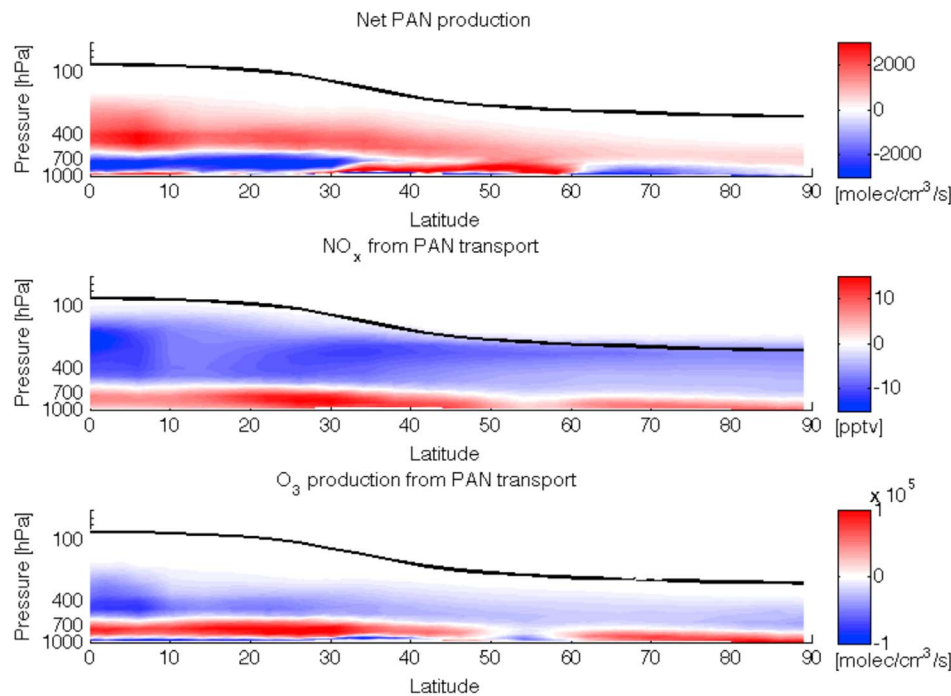 Net PAN production
Pressure [hPa]
100
400
700
1000
0 10 20 30 40 50 60 70 80 90
Latitude
2000
0
-2000
[molec/cm³/s]
NOₓ from PAN transport
Pressure [hPa]
100
400
700
1000
0 10 20 30 40 50 60 70 80 90
Latitude
10
0
-10
[pptv]
O₃ production from PAN transport
Pressure [hPa]
100
400
700
1000
0 10 20 30 40 50 60 70 80 90
Latitude
x 10⁵
1
0
-1
[molec/cm³/s]